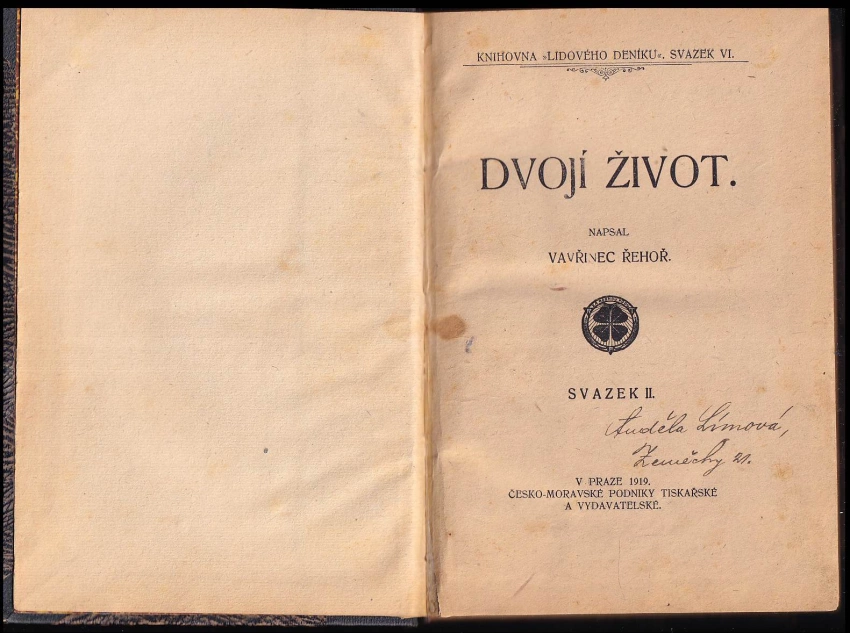 KNIHOVNA »LIDOVÉHO DENÍKU«, SVAZEK VI.
DVOJÍ ŽIVOT.
NAPSAL
VAVŘINEC ŘEHOŘ.
SVAZEK II.
Anděla Límová,
Zeměchy 21.
V PRAZE 1919.
ČESKO-MORAVSKÉ PODNIKY TISKAŘSKÉ
A VYDAVATELSKÉ.